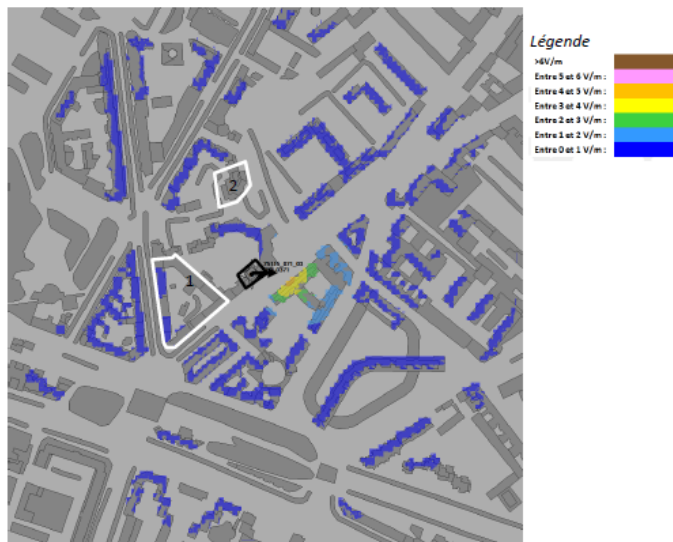 Légende
>6V/m
Entre 5 et 6 V/m :
Entre 4 et 5 V/m :
Entre 3 et 4 V/m :
Entre 2 et 3 V/m :
Entre 1 et 2 V/m :
Entre 0 et 1 V/m :
2
1